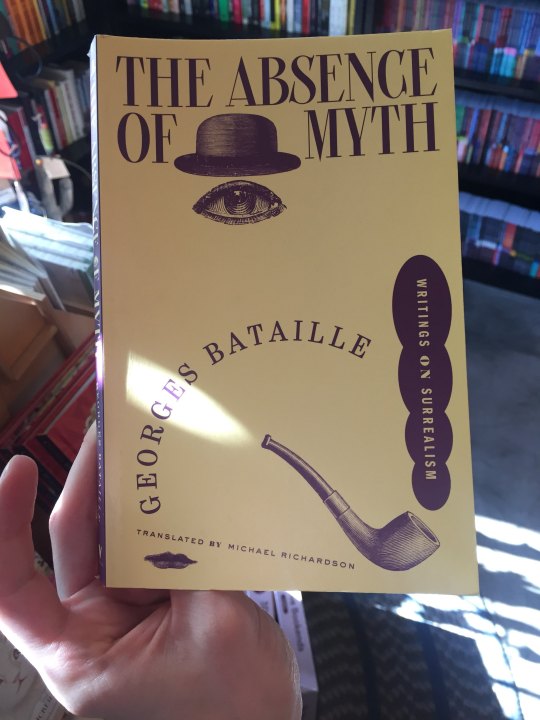 THE ABSENCE
OF MYTH
WRITINGS ON SURREALISM
GEORGES BATAILLE
TRANSLATED BY MICHAEL RICHARDSON